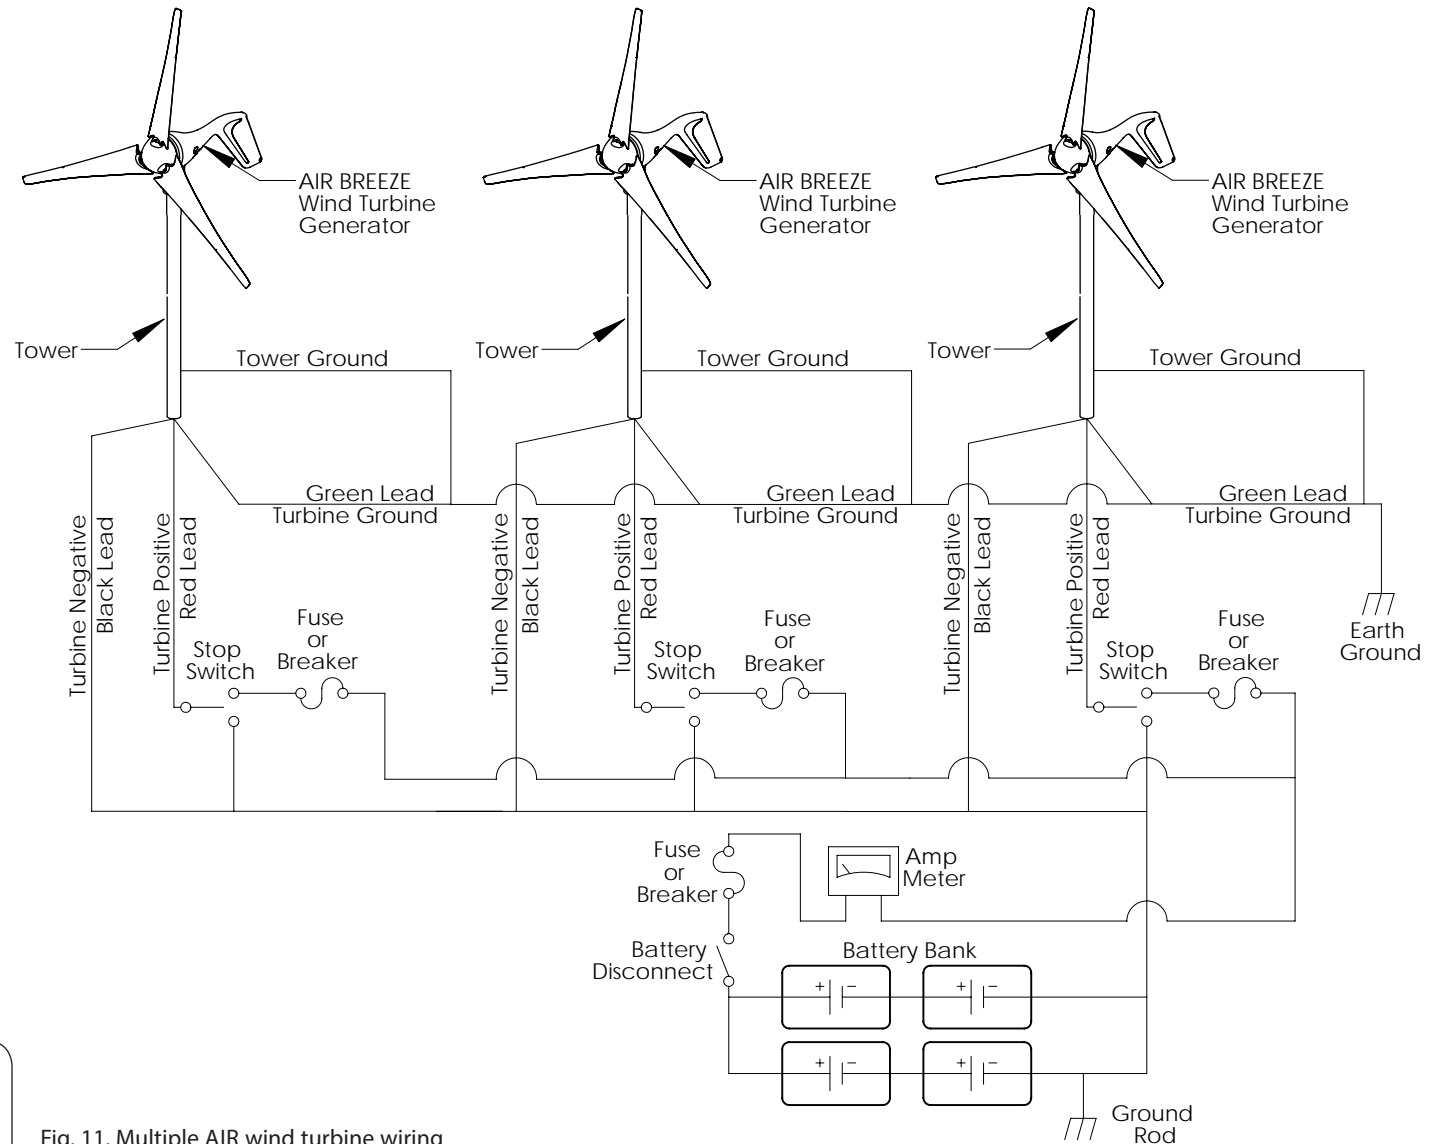 AIR BREEZE
Wind Turbine
Generator
AIR BREEZE
Wind Turbine
Generator
AIR BREEZE
Wind Turbine
Generator
Tower
Tower Ground
Tower
Tower Ground
Tower
Tower Ground
Green Lead
Turbine Ground
Green Lead
Turbine Ground
Green Lead
Turbine Ground
Turbine Negative
Black Lead
Turbine Positive
Red Lead
Turbine Negative
Black Lead
Turbine Positive
Red Lead
Turbine Negative
Black Lead
Turbine Positive
Red Lead
Stop
Switch
Fuse
or
Breaker
Stop
Switch
Fuse
or
Breaker
Stop
Switch
Fuse
or
Breaker
Earth
Ground
Fuse
or
Breaker
Amp
Meter
Battery
Disconnect
Battery Bank
+ –
+ –
+ –
+ –
Ground
Rod
Fig. 11. Multiple AIR wind turbine wiring